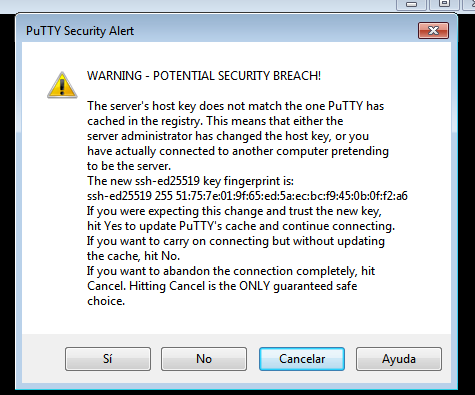 PuTTY Security Alert
WARNING - POTENTIAL SECURITY BREACH!
The server's host key does not match the one PuTTY has
cached in the registry. This means that either the
server administrator has changed the host key, or you
have actually connected to another computer pretending
to be the server.
The new ssh-ed25519 key fingerprint is:
ssh-ed25519 255 51:75:7e:01:9f:65:ed:5a:ec:bc:f9:45:0b:0f:f2:a6
If you were expecting this change and trust the new key,
hit Yes to update PuTTY's cache and continue connecting.
If you want to carry on connecting but without updating
the cache, hit No.
If you want to abandon the connection completely, hit
Cancel. Hitting Cancel is the ONLY guaranteed safe
choice.
Sí No Cancelar Ayuda